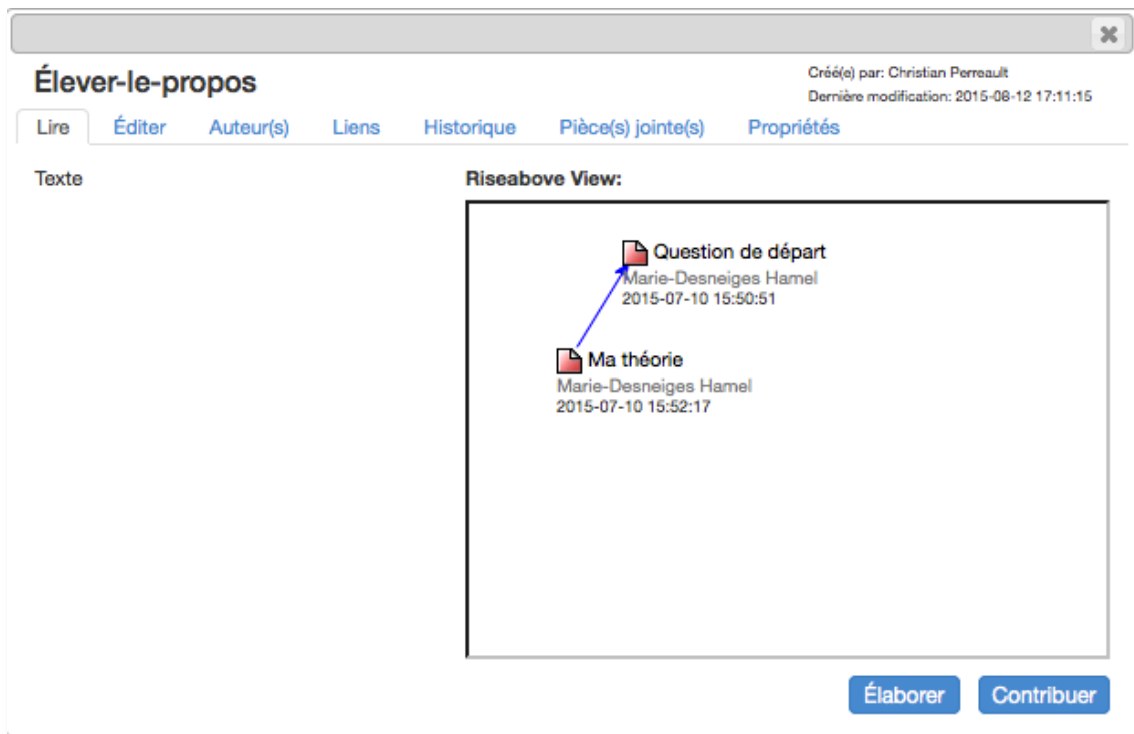 Élever-le-propos
Créé(e) par: Christian Perreault
Dernière modification: 2015-08-12 17:11:15
Lire Éditer Auteur(s) Liens Historique Pièce(s) jointe(s) Propriétés
Texte
Riseabove View:
Question de départ
Marie-Desneiges Hamel
2015-07-10 15:50:51
Ma théorie
Marie-Desneiges Hamel
2015-07-10 15:52:17
Élaborer Contribuer